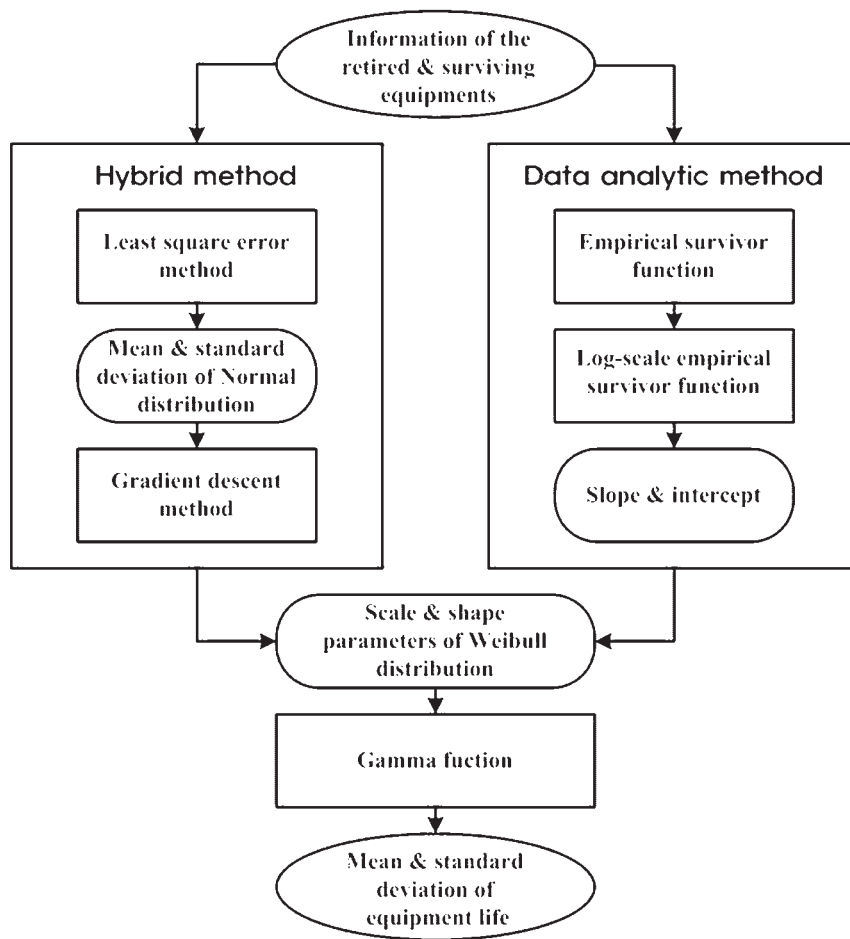 Information of the
retired & surviving
equipments
Hybrid method
Least square error
method
Mean & standard
deviation of Normal
distribution
Gradient descent
method
Data analytic method
Empirical survivor
function
Log-scale empirical
survivor function
Slope & intercept
Scale & shape
parameters of Weibull
distribution
Gamma fuction
Mean & standard
deviation of
equipment life